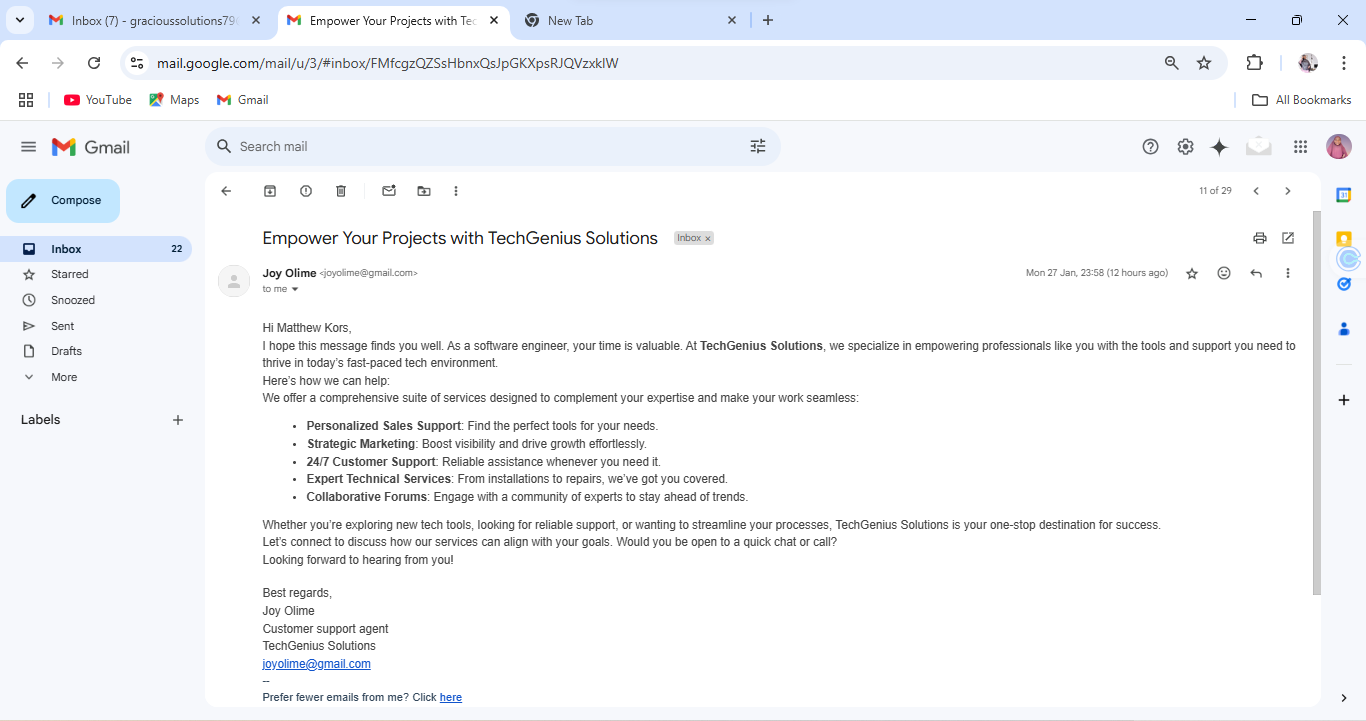 Inbox (7) - gracioussolutions79
Empower Your Projects with Tec
New Tab
mail.google.com/mail/u/3/#inbox/FMfcgzQZSsHbnxQsJpGKXpsRJQVzxklW
YouTube
Maps
Gmail
All Bookmarks
Gmail
Search mail
Compose
11 of 29
Inbox 22
Starred
Snoozed
Sent
Drafts
More
Labels
Empower Your Projects with TechGenius Solutions Inbox x
Joy Olime <joyolime@gmail.com>
Mon 27 Jan, 23:58 (12 hours ago)
to me
Hi Matthew Kors,
I hope this message finds you well. As a software engineer, your time is valuable. At TechGenius Solutions, we specialize in empowering professionals like you with the tools and support you need to
thrive in today's fast-paced tech environment.
Here's how we can help:
We offer a comprehensive suite of services designed to complement your expertise and make your work seamless:
• Personalized Sales Support: Find the perfect tools for your needs.
• Strategic Marketing: Boost visibility and drive growth effortlessly.
• 24/7 Customer Support: Reliable assistance whenever you need it.
• Expert Technical Services: From installations to repairs, we've got you covered.
• Collaborative Forums: Engage with a community of experts to stay ahead of trends.
Whether you're exploring new tech tools, looking for reliable support, or wanting to streamline your processes, TechGenius Solutions is your one-stop destination for success.
Let's connect to discuss how our services can align with your goals. Would you be open to a quick chat or call?
Looking forward to hearing from you!
Best regards,
Joy Olime
Customer support agent
TechGenius Solutions
joyolime@gmail.com
--
Prefer fewer emails from me? Click here